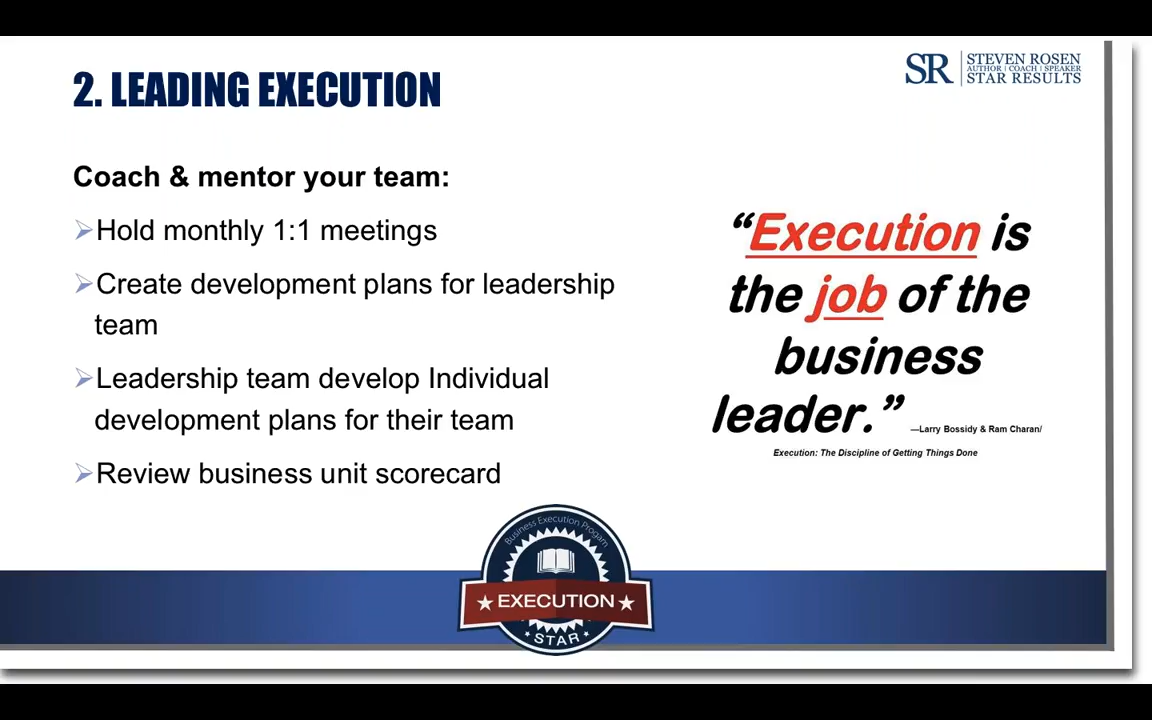 2. LEADING EXECUTION
SR
STEVEN ROSEN
AUTHOR | COACH | SPEAKER
STAR RESULTS
Coach & mentor your team:
Hold monthly 1:1 meetings
Create development plans for leadership
team
Leadership team develop Individual
development plans for their team
Review business unit scorecard
“Execution is
the job of the
business
leader.” —Larry Bossidy & Ram Charan/
Execution: The Discipline of Getting Things Done
Business Execution Progam
★ EXECUTION ★
★ STAR ★